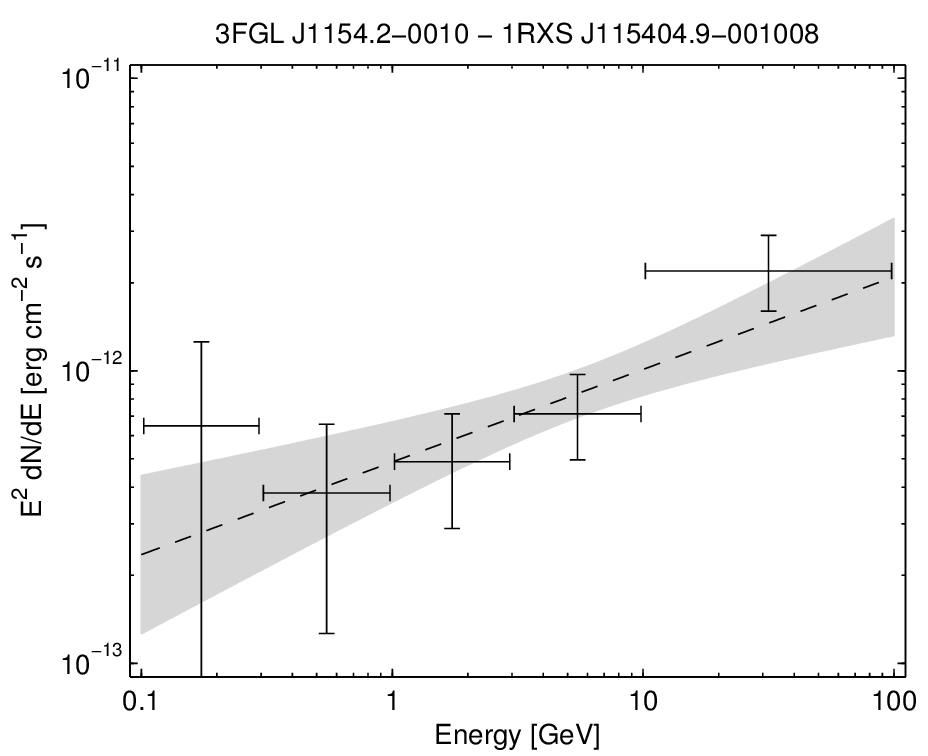 3FGL J1154.2−0010 − 1RXS J115404.9−001008
E² dN/dE [erg cm⁻² s⁻¹]
10⁻¹¹
10⁻¹²
10⁻¹³
0.1 1 10 100
Energy [GeV]